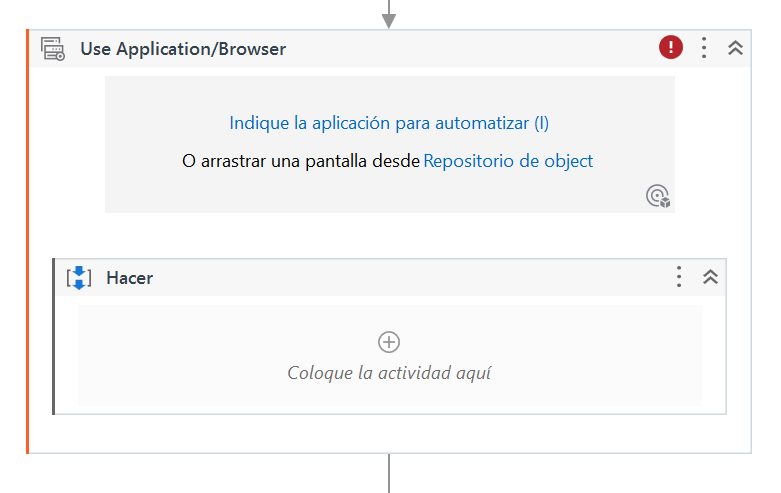 Use Application/Browser
Indique la aplicación para automatizar (I)
O arrastrar una pantalla desde Repositorio de object
Hacer
Coloque la actividad aquí